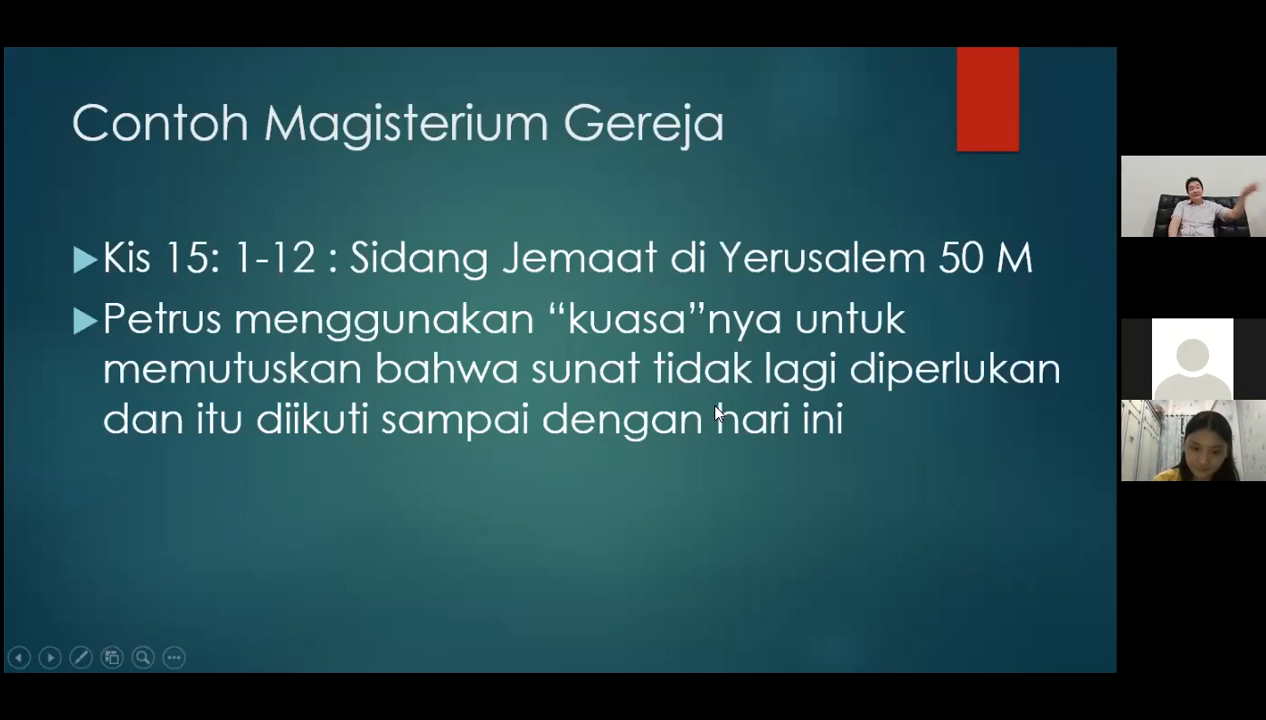 Contoh Magisterium Gereja
Kis 15: 1-12 : Sidang Jemaat di Yerusalem 50 M
Petrus menggunakan “kuasa”nya untuk
memutuskan bahwa sunat tidak lagi diperlukan
dan itu diikuti sampai dengan hari ini